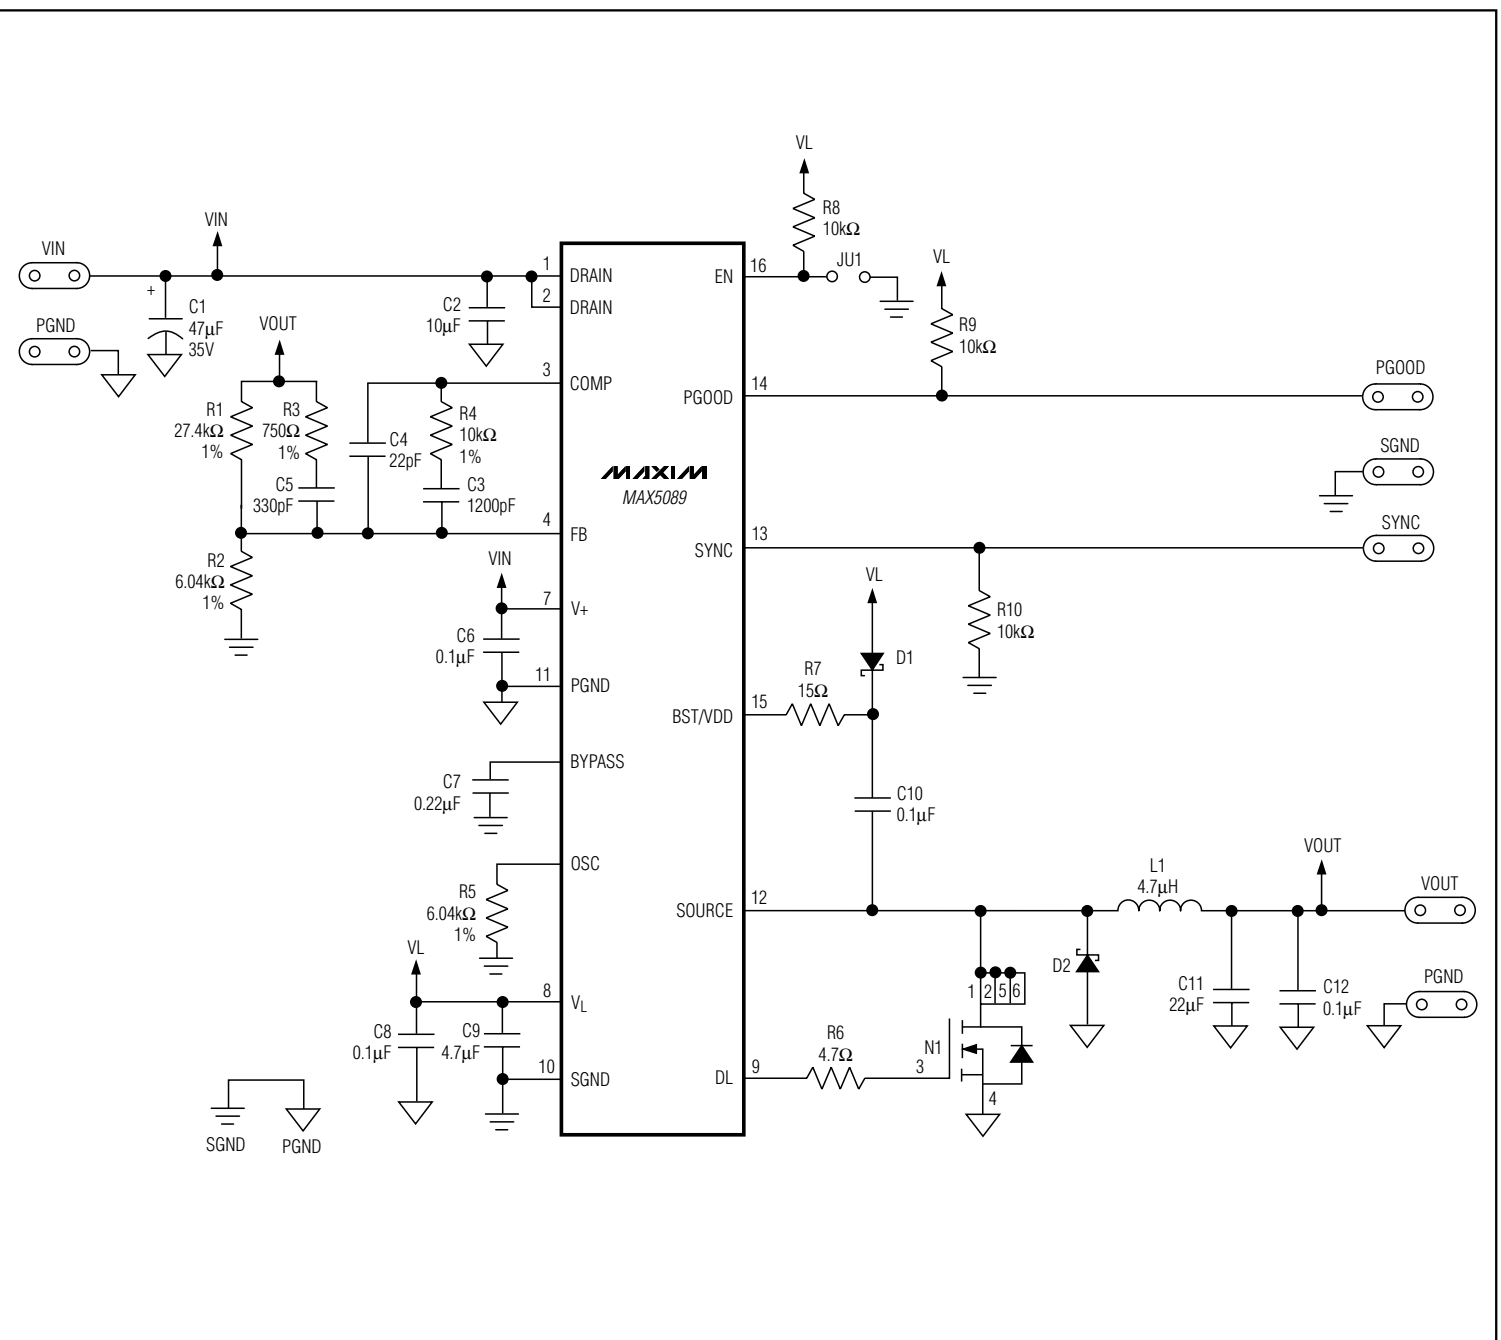 VIN
PGND
VIN
+
C1
47µF
35V
VOUT
R1
27.4kΩ
1%
R3
750Ω
1%
C5
330pF
R2
6.04kΩ
1%
C4
22pF
R4
10kΩ
1%
C3
1200pF
C2
10µF
VIN
C6
0.1µF
C7
0.22µF
R5
6.04kΩ
1%
VL
C8
0.1µF
C9
4.7µF
SGND
PGND
1
2
3
4
7
11
8
10
DRAIN
DRAIN
COMP
FB
V+
PGND
BYPASS
OSC
VL
SGND
MAXIM
MAX5089
EN
PGOOD
SYNC
BST/VDD
SOURCE
DL
16
14
13
15
12
9
VL
R8
10kΩ
JU1
VL
R9
10kΩ
PGOOD
SGND
SYNC
R10
10kΩ
VL
D1
R7
15Ω
C10
0.1µF
L1
4.7µH
VOUT
VOUT
D2
1 2 5 6
N1
3
4
R6
4.7Ω
C11
22µF
C12
0.1µF
PGND